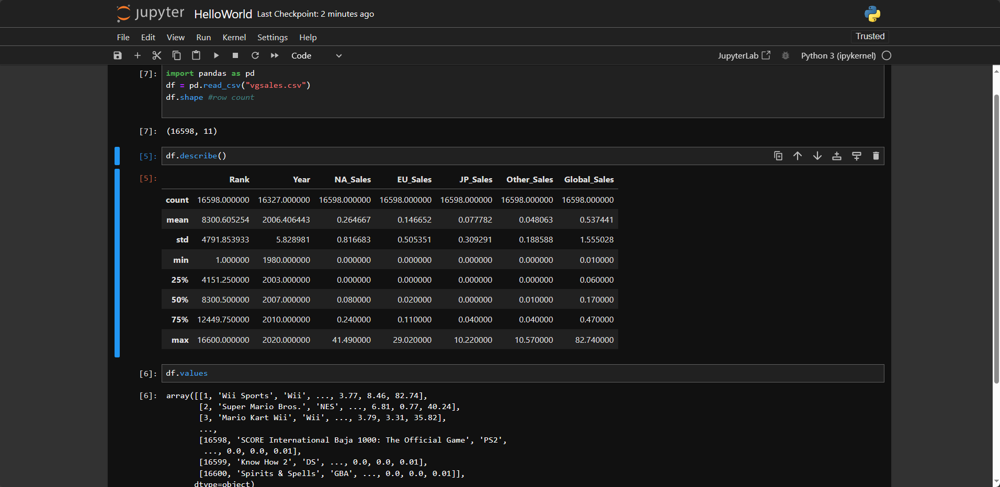 jupyter HelloWorld Last Checkpoint: 2 minutes ago
File Edit View Run Kernel Settings Help Trusted
Code JupyterLab Python 3 (ipykernel)
[7]: import pandas as pd
df = pd.read_csv("vgsales.csv")
df.shape #row count
[7]: (16598, 11)
[5]: df.describe()
[5]: Rank Year NA_Sales EU_Sales JP_Sales Other_Sales Global_Sales
count 16598.000000 16327.000000 16598.000000 16598.000000 16598.000000 16598.000000 16598.000000
mean 8300.605254 2006.406443 0.264667 0.146652 0.077782 0.048063 0.537441
std 4791.853933 5.828981 0.816683 0.505351 0.309291 0.188588 1.555028
min 1.000000 1980.000000 0.000000 0.000000 0.000000 0.000000 0.010000
25% 4151.250000 2003.000000 0.000000 0.000000 0.000000 0.000000 0.060000
50% 8300.500000 2007.000000 0.080000 0.020000 0.000000 0.010000 0.170000
75% 12449.750000 2010.000000 0.240000 0.110000 0.040000 0.040000 0.470000
max 16600.000000 2020.000000 41.490000 29.020000 10.220000 10.570000 82.740000
[6]: df.values
[6]: array([[1, 'Wii Sports', 'Wii', ..., 3.77, 8.46, 82.74],
[2, 'Super Mario Bros.', 'NES', ..., 6.81, 0.77, 40.24],
[3, 'Mario Kart Wii', 'Wii', ..., 3.79, 3.31, 35.82],
...,
[16598, 'SCORE International Baja 1000: The Official Game', 'PS2',
..., 0.0, 0.0, 0.01],
[16599, 'Know How 2', 'DS', ..., 0.0, 0.0, 0.01],
[16600, 'Spirits & Spells', 'GBA', ..., 0.0, 0.0, 0.01]],
dtype=object)